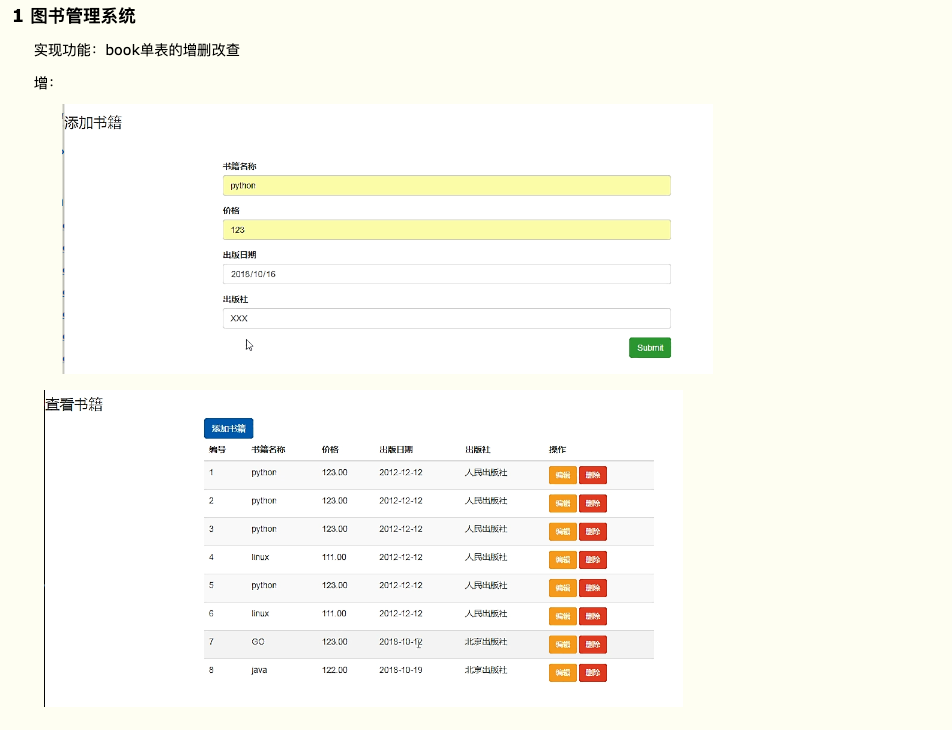 1 图书管理系统
实现功能：book单表的增删改查
增：
添加书籍
书籍名称
python
价格
123
出版日期
2018/10/16
出版社
XXX
Submit
查看书籍
添加书籍
编号 书籍名称 价格 出版日期 出版社 操作
1 python 123.00 2012-12-12 人民出版社 编辑 删除
2 python 123.00 2012-12-12 人民出版社 编辑 删除
3 python 123.00 2012-12-12 人民出版社 编辑 删除
4 linux 111.00 2012-12-12 人民出版社 编辑 删除
5 python 123.00 2012-12-12 人民出版社 编辑 删除
6 linux 111.00 2012-12-12 人民出版社 编辑 删除
7 GO 123.00 2018-10-12 北京出版社 编辑 删除
8 java 122.00 2018-10-19 北京出版社 编辑 删除